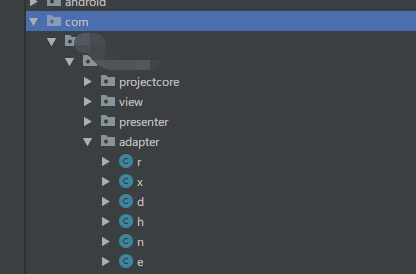 android
com
projectcore
view
presenter
adapter
r
x
d
h
n
e